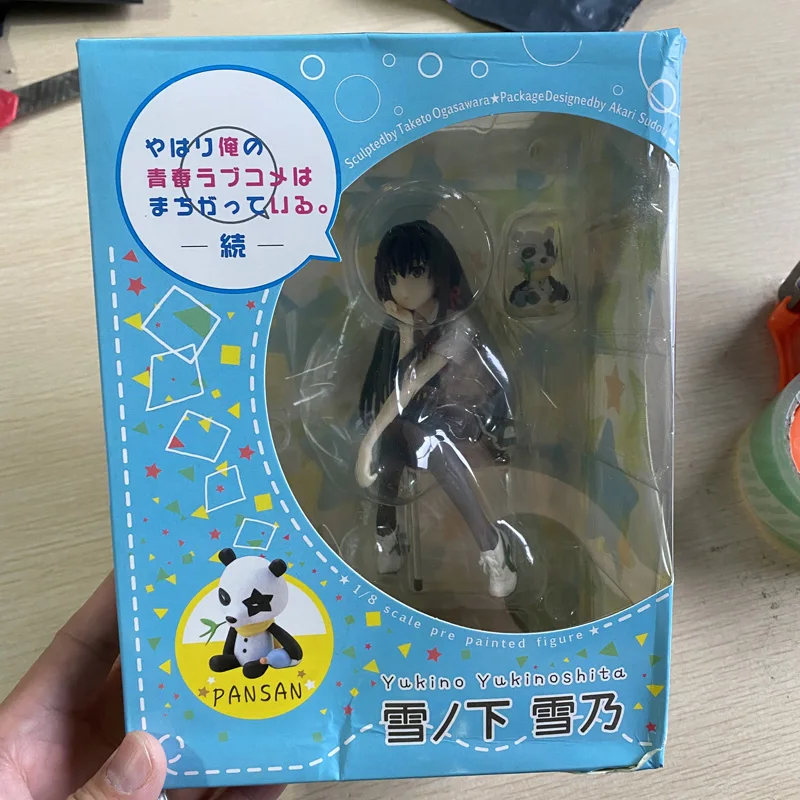 Sculptedby Taketo Ogasawara★PackageDesignedby Akari Sudou
やはり俺の
青春ラブコメは
まちがっている。
続
★1/8 scale pre painted figure★
PANSAN
Yukino Yukinoshita
雪ノ下 雪乃